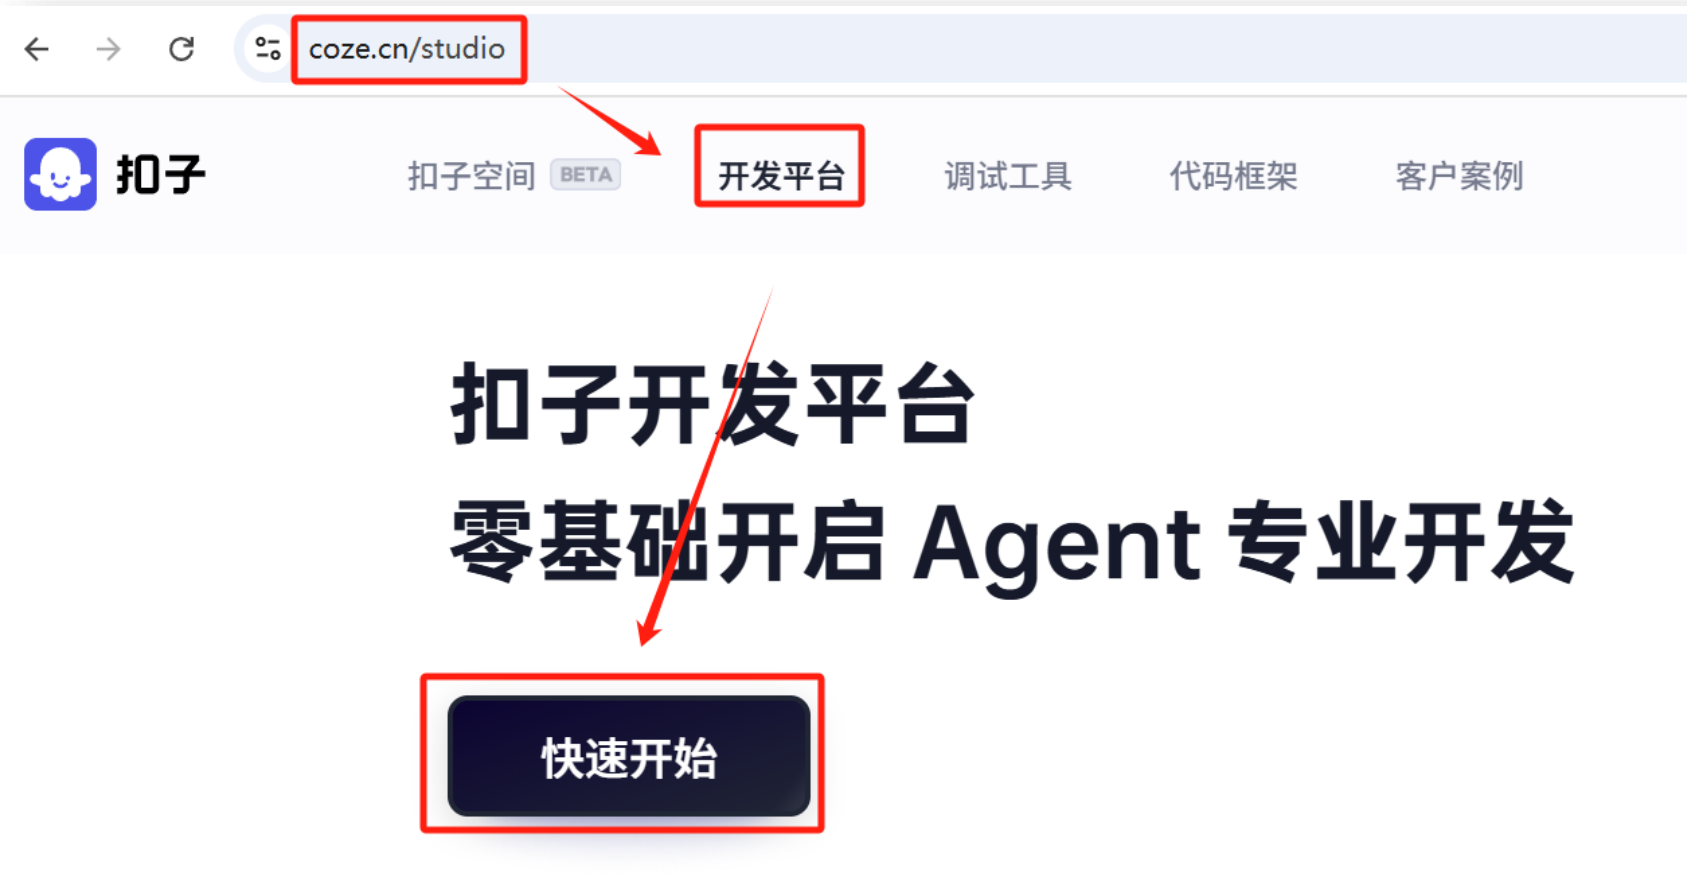 coze.cn/studio
扣子
扣子空间 BETA 开发平台 调试工具 代码框架 客户案例
扣子开发平台
零基础开启 Agent 专业开发
快速开始